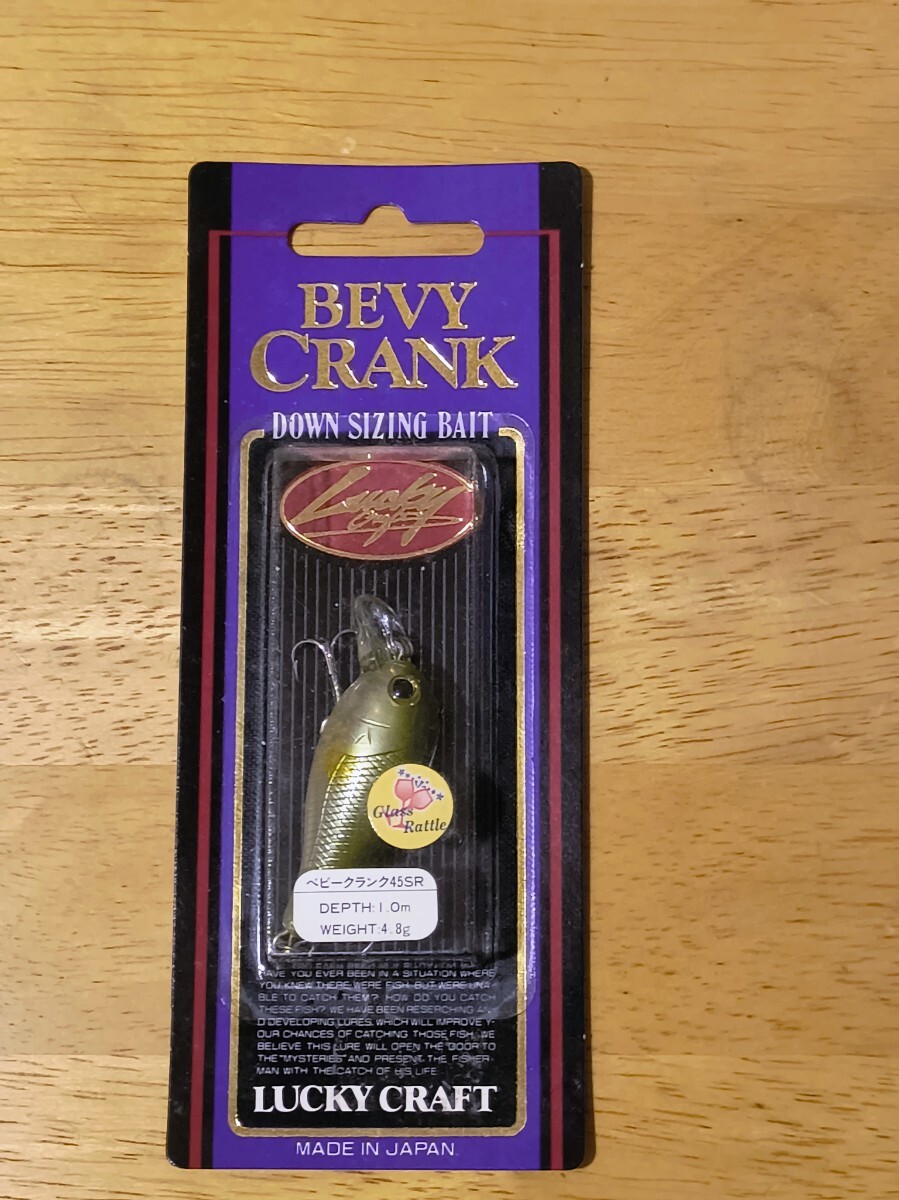 BEVY
CRANK
DOWN SIZING BAIT
Lucky
Craft
Glass
Rattle
ベビークランク45SR
DEPTH:1.0m
WEIGHT:4.8g
HAVE YOU EVER BEEN IN A SITUATION WHERE
YOU KNEW THERE WERE FISH BUT WERE UNA-
BLE TO CATCH THEM? HOW DO YOU CATCH
THESE FISH? WE HAVE BEEN RESERCHING AN-
D DEVELOPING LURES, WHICH WILL IMPROVE Y-
OUR CHANCES OF CATCHING THOSE FISH. WE
BELIEVE THIS LURE WILL OPEN THE DOOR TO
THE "MYSTERIES" AND PRESENT THE FISHER-
MAN WITH THE CATCH OF HIS LIFE.
LUCKY CRAFT
MADE IN JAPAN